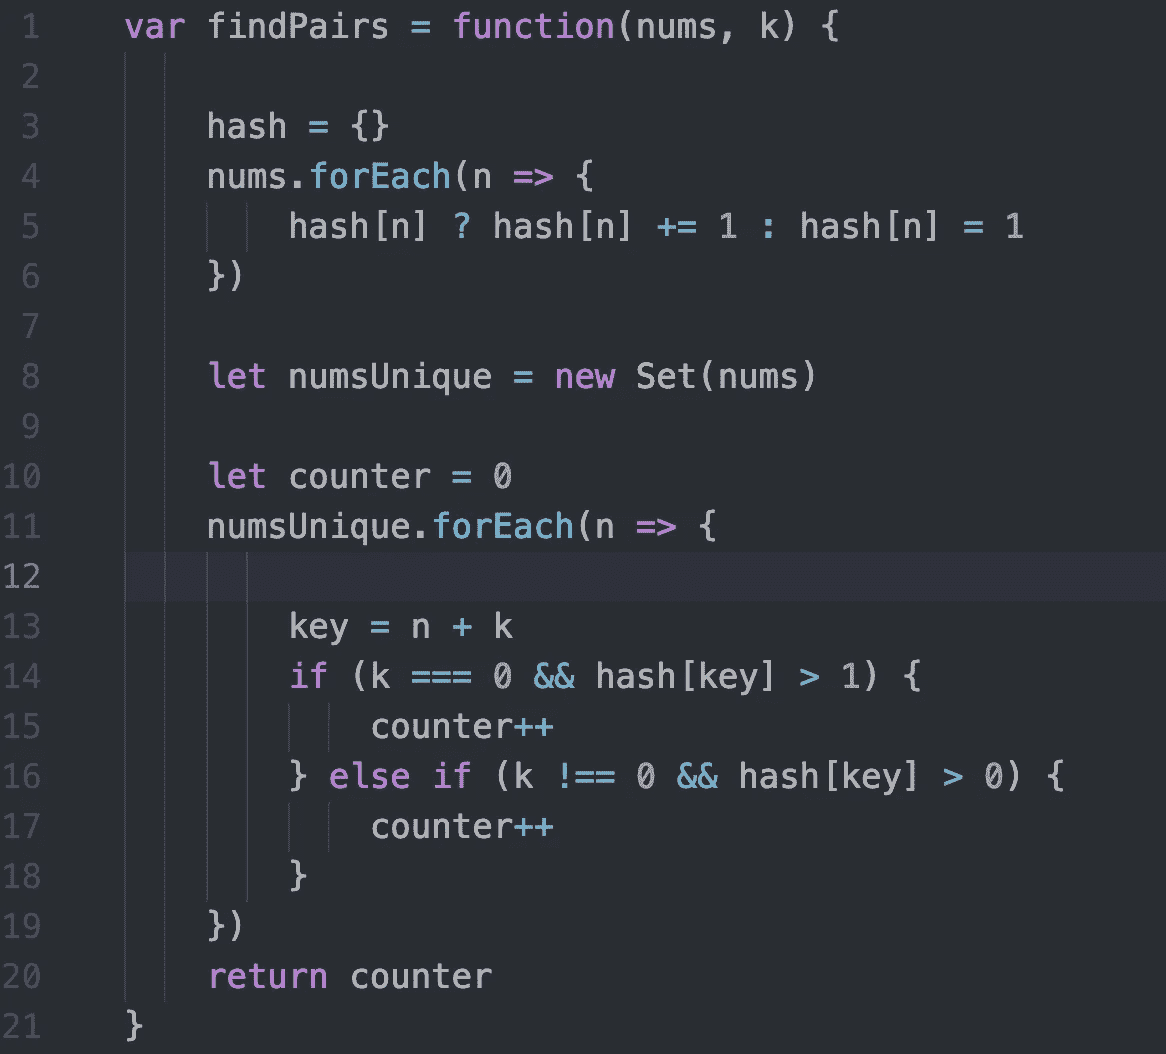 1 var findPairs = function(nums, k) {
2
3 hash = {}
4 nums.forEach(n => {
5 hash[n] ? hash[n] += 1 : hash[n] = 1
6 })
7
8 let numsUnique = new Set(nums)
9
10 let counter = 0
11 numsUnique.forEach(n => {
12
13 key = n + k
14 if (k === 0 && hash[key] > 1) {
15 counter++
16 } else if (k !== 0 && hash[key] > 0) {
17 counter++
18 }
19 })
20 return counter
21 }